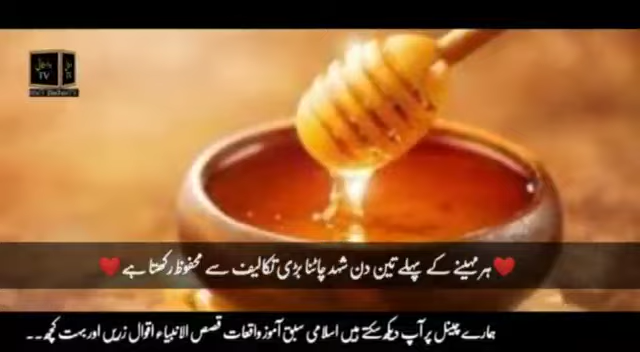 TV
ہر مہینے کے پہلے تین دن شہد چاٹنا بڑی تکالیف سے محفوظ رکھتا ہے
ہمارے چینل پر آپ دیکھ سکتے ہیں اسلامی سبق آموز واقعات قصص الانبیاء اقوال زریں اور بہت کچھ۔۔